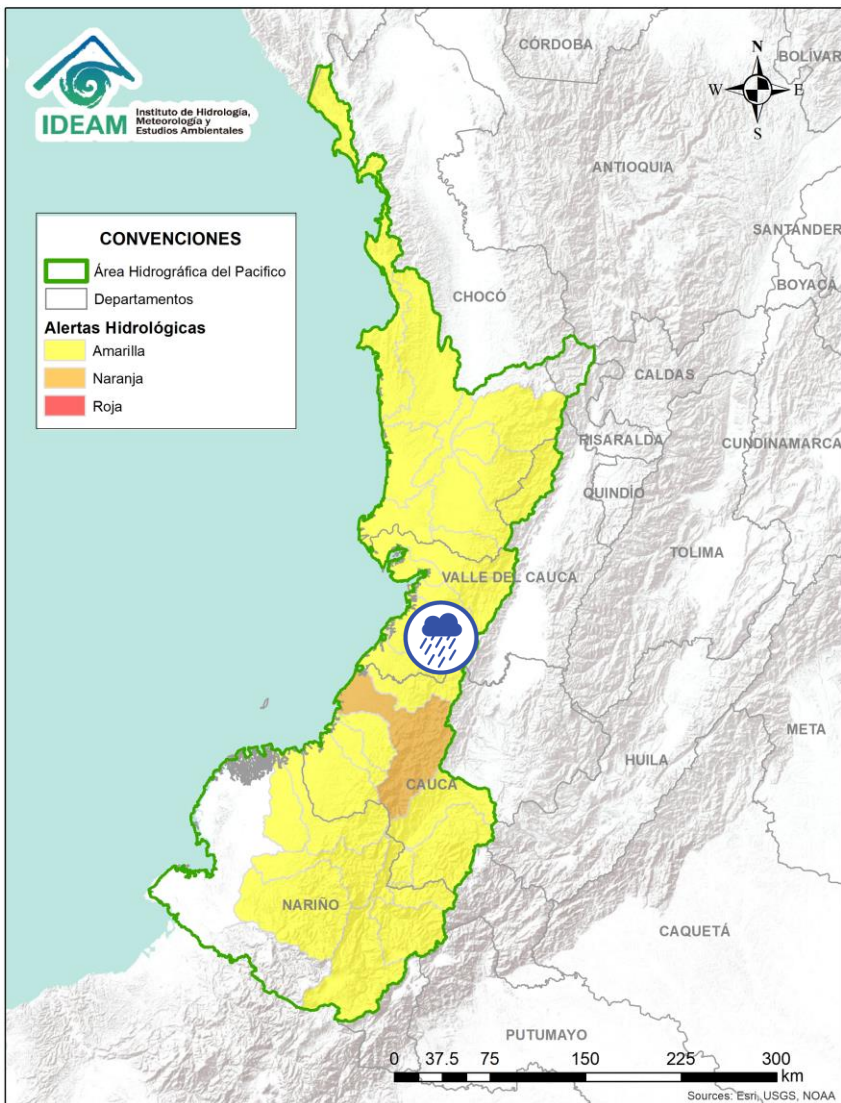 IDEAM
Instituto de Hidrología,
Meteorología y
Estudios Ambientales
N
W
E
S
CÓRDOBA
BOLÍVAR
ANTIOQUIA
SANTANDER
BOYACÁ
CONVENCIONES
Área Hidrográfica del Pacifico
Departamentos
Alertas Hidrológicas
Amarilla
Naranja
Roja
CHOCÓ
CALDAS
RISARALDA
CUNDINAMARCA
QUINDÍO
TOLIMA
VALLE DEL CAUCA
META
HUILA
CAUCA
NARIÑO
CAQUETÁ
PUTUMAYO
0 37.5 75 150 225 300
km
Sources: Esri, USGS, NOAA